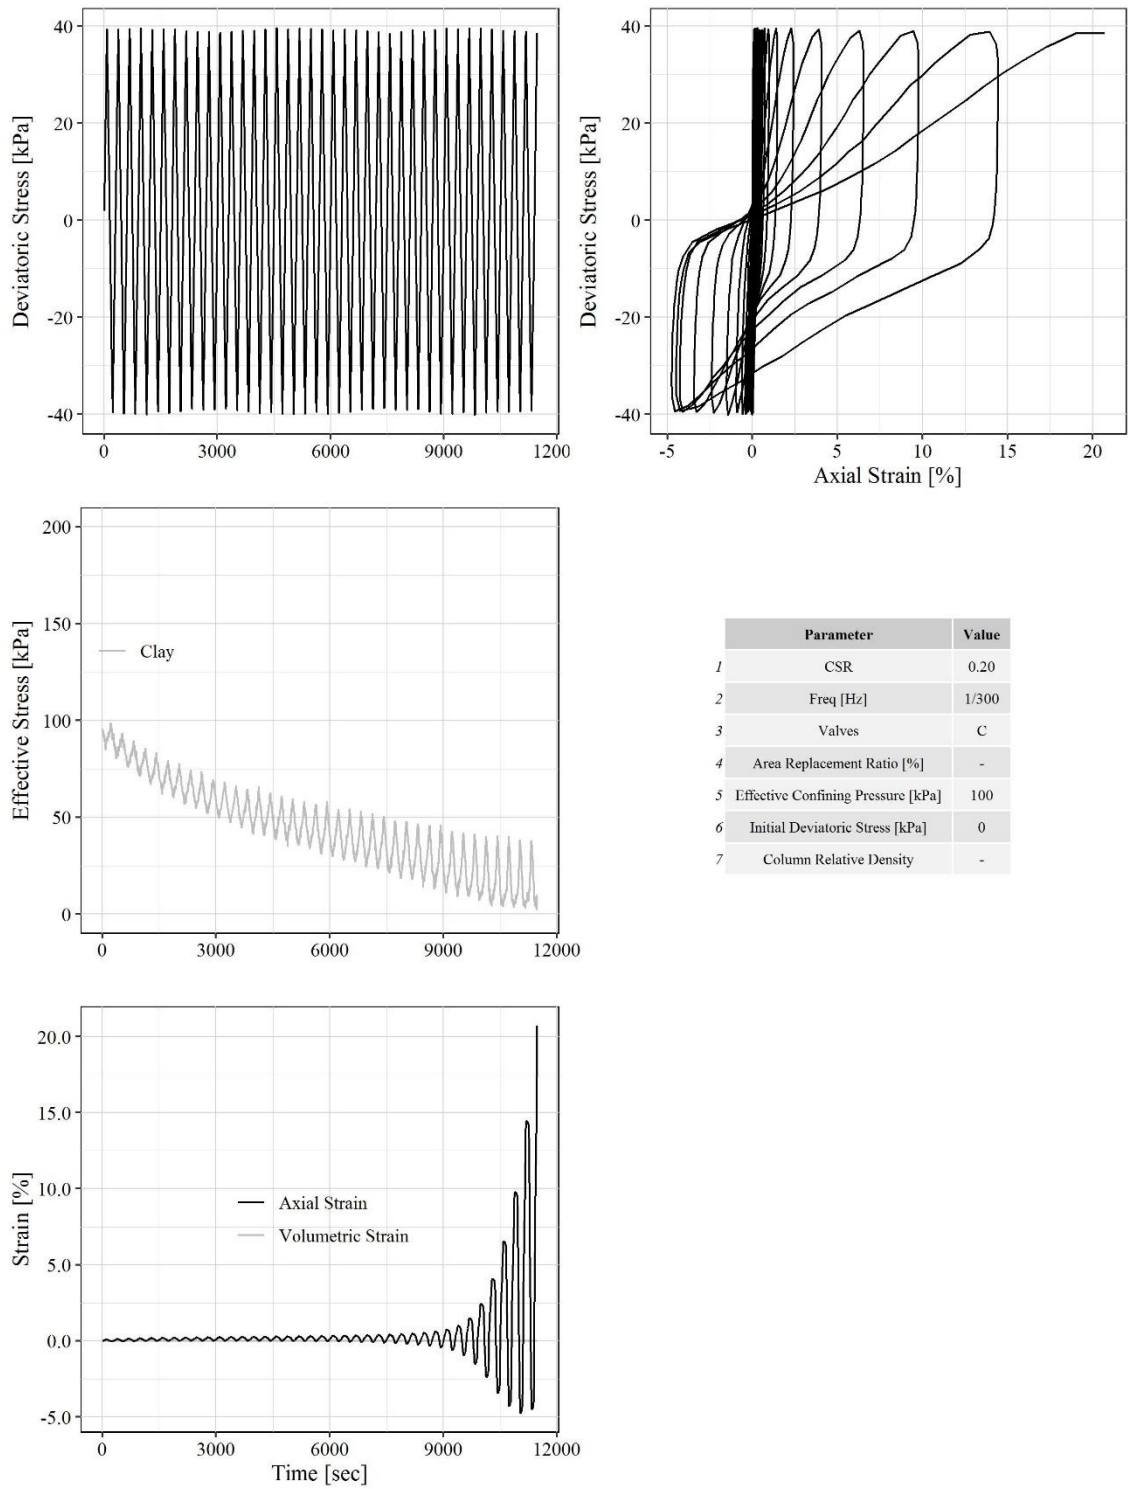 Deviatoric Stress [kPa]
40
20
0
-20
-40
0 3000 6000 9000 1200
Deviatoric Stress [kPa]
40
20
0
-20
-40
-5 0 5 10 15 20
Axial Strain [%]
Effective Stress [kPa]
200
150
100
50
0
Clay
0 3000 6000 9000 12000
Parameter Value
1 CSR 0.20
2 Freq [Hz] 1/300
3 Valves C
4 Area Replacement Ratio [%] -
5 Effective Confining Pressure [kPa] 100
6 Initial Deviatoric Stress [kPa] 0
7 Column Relative Density -
Strain [%]
20.0
15.0
10.0
5.0
0.0
-5.0
Axial Strain
Volumetric Strain
0 3000 6000 9000 12000
Time [sec]